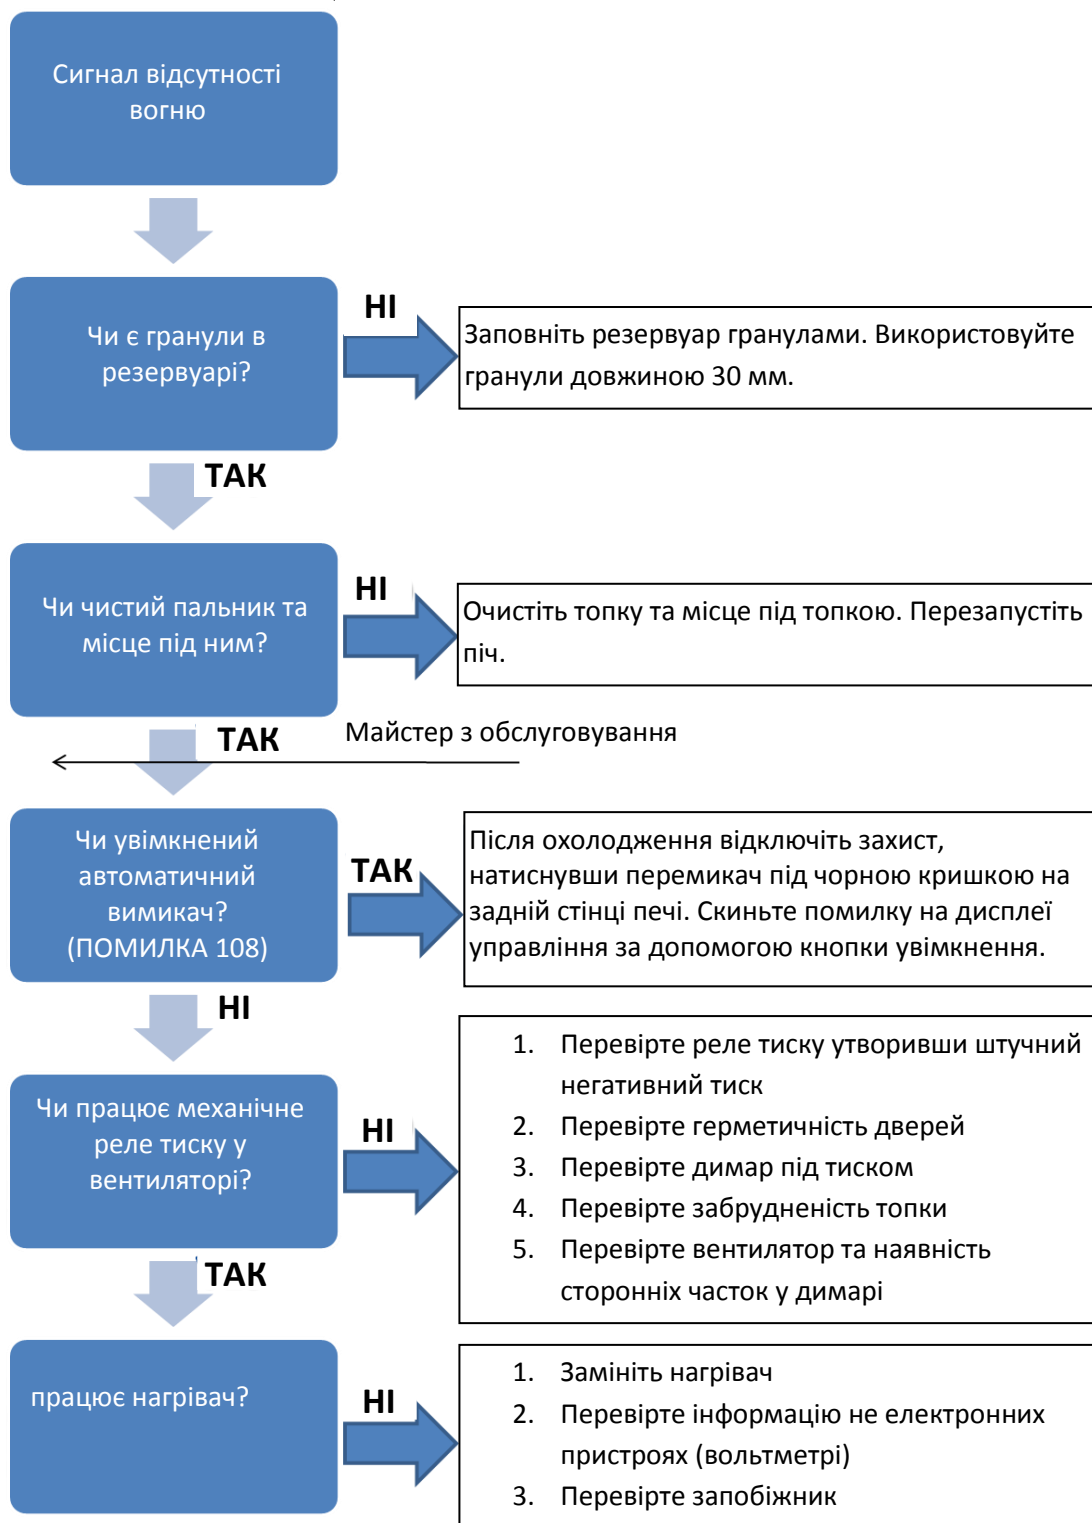 Сигнал відсутності
вогню
Чи є гранули в
резервуарі?
НІ
Заповніть резервуар гранулами. Використовуйте
гранули довжиною 30 мм.
ТАК
Чи чистий пальник та
місце під ним?
НІ
Очистіть топку та місце під топкою. Перезапустіть
піч.
ТАК
Майстер з обслуговування
Чи увімкнений
автоматичний
вимикач?
(ПОМИЛКА 108)
ТАК
Після охолодження відключіть захист,
натиснувши перемикач під чорною кришкою на
задній стінці печі. Скиньте помилку на дисплеї
управління за допомогою кнопки увімкнення.
НІ
Чи працює механічне
реле тиску у
вентиляторі?
НІ
1. Перевірте реле тиску утворивши штучний
негативний тиск
2. Перевірте герметичність дверей
3. Перевірте димар під тиском
4. Перевірте забрудненість топки
5. Перевірте вентилятор та наявність
сторонніх часток у димарі
ТАК
працює нагрівач?
НІ
1. Замініть нагрівач
2. Перевірте інформацію не електронних
пристроях (вольтметрі)
3. Перевірте запобіжник